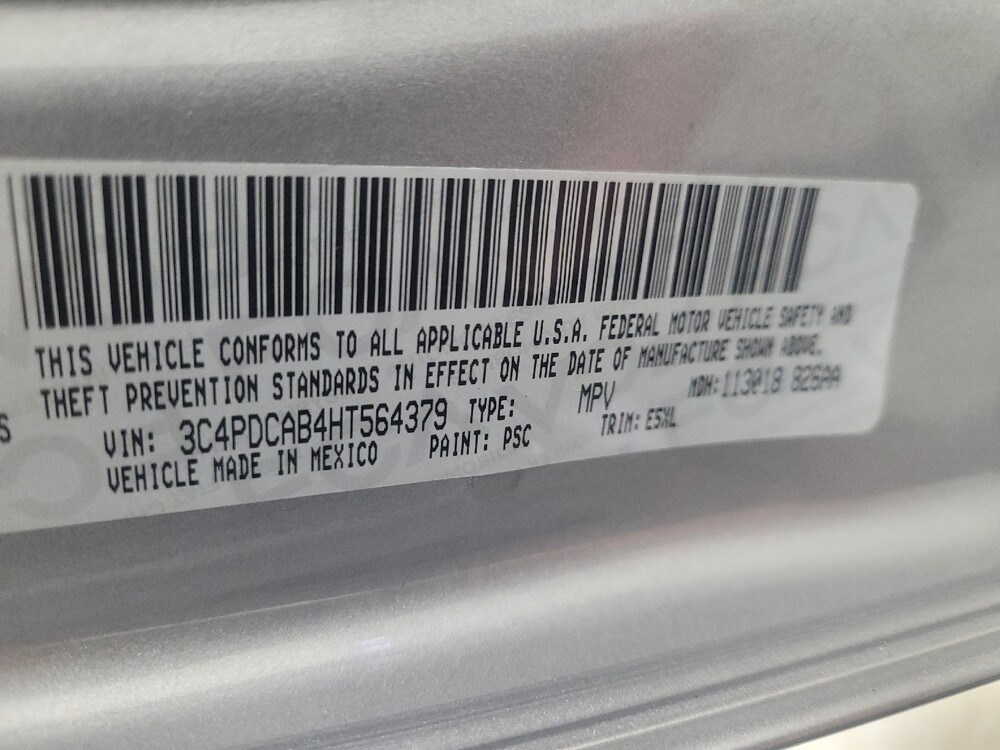 THIS VEHICLE CONFORMS TO ALL APPLICABLE U.S.A. FEDERAL MOTOR VEHICLE SAFETY AND
THEFT PREVENTION STANDARDS IN EFFECT ON THE DATE OF MANUFACTURE SHOWN ABOVE.
S
VIN: 3C4PDCAB4HT564379 TYPE: MPV MDH:113018 826AA
VEHICLE MADE IN MEXICO PAINT: PSC TRIM: E5XL